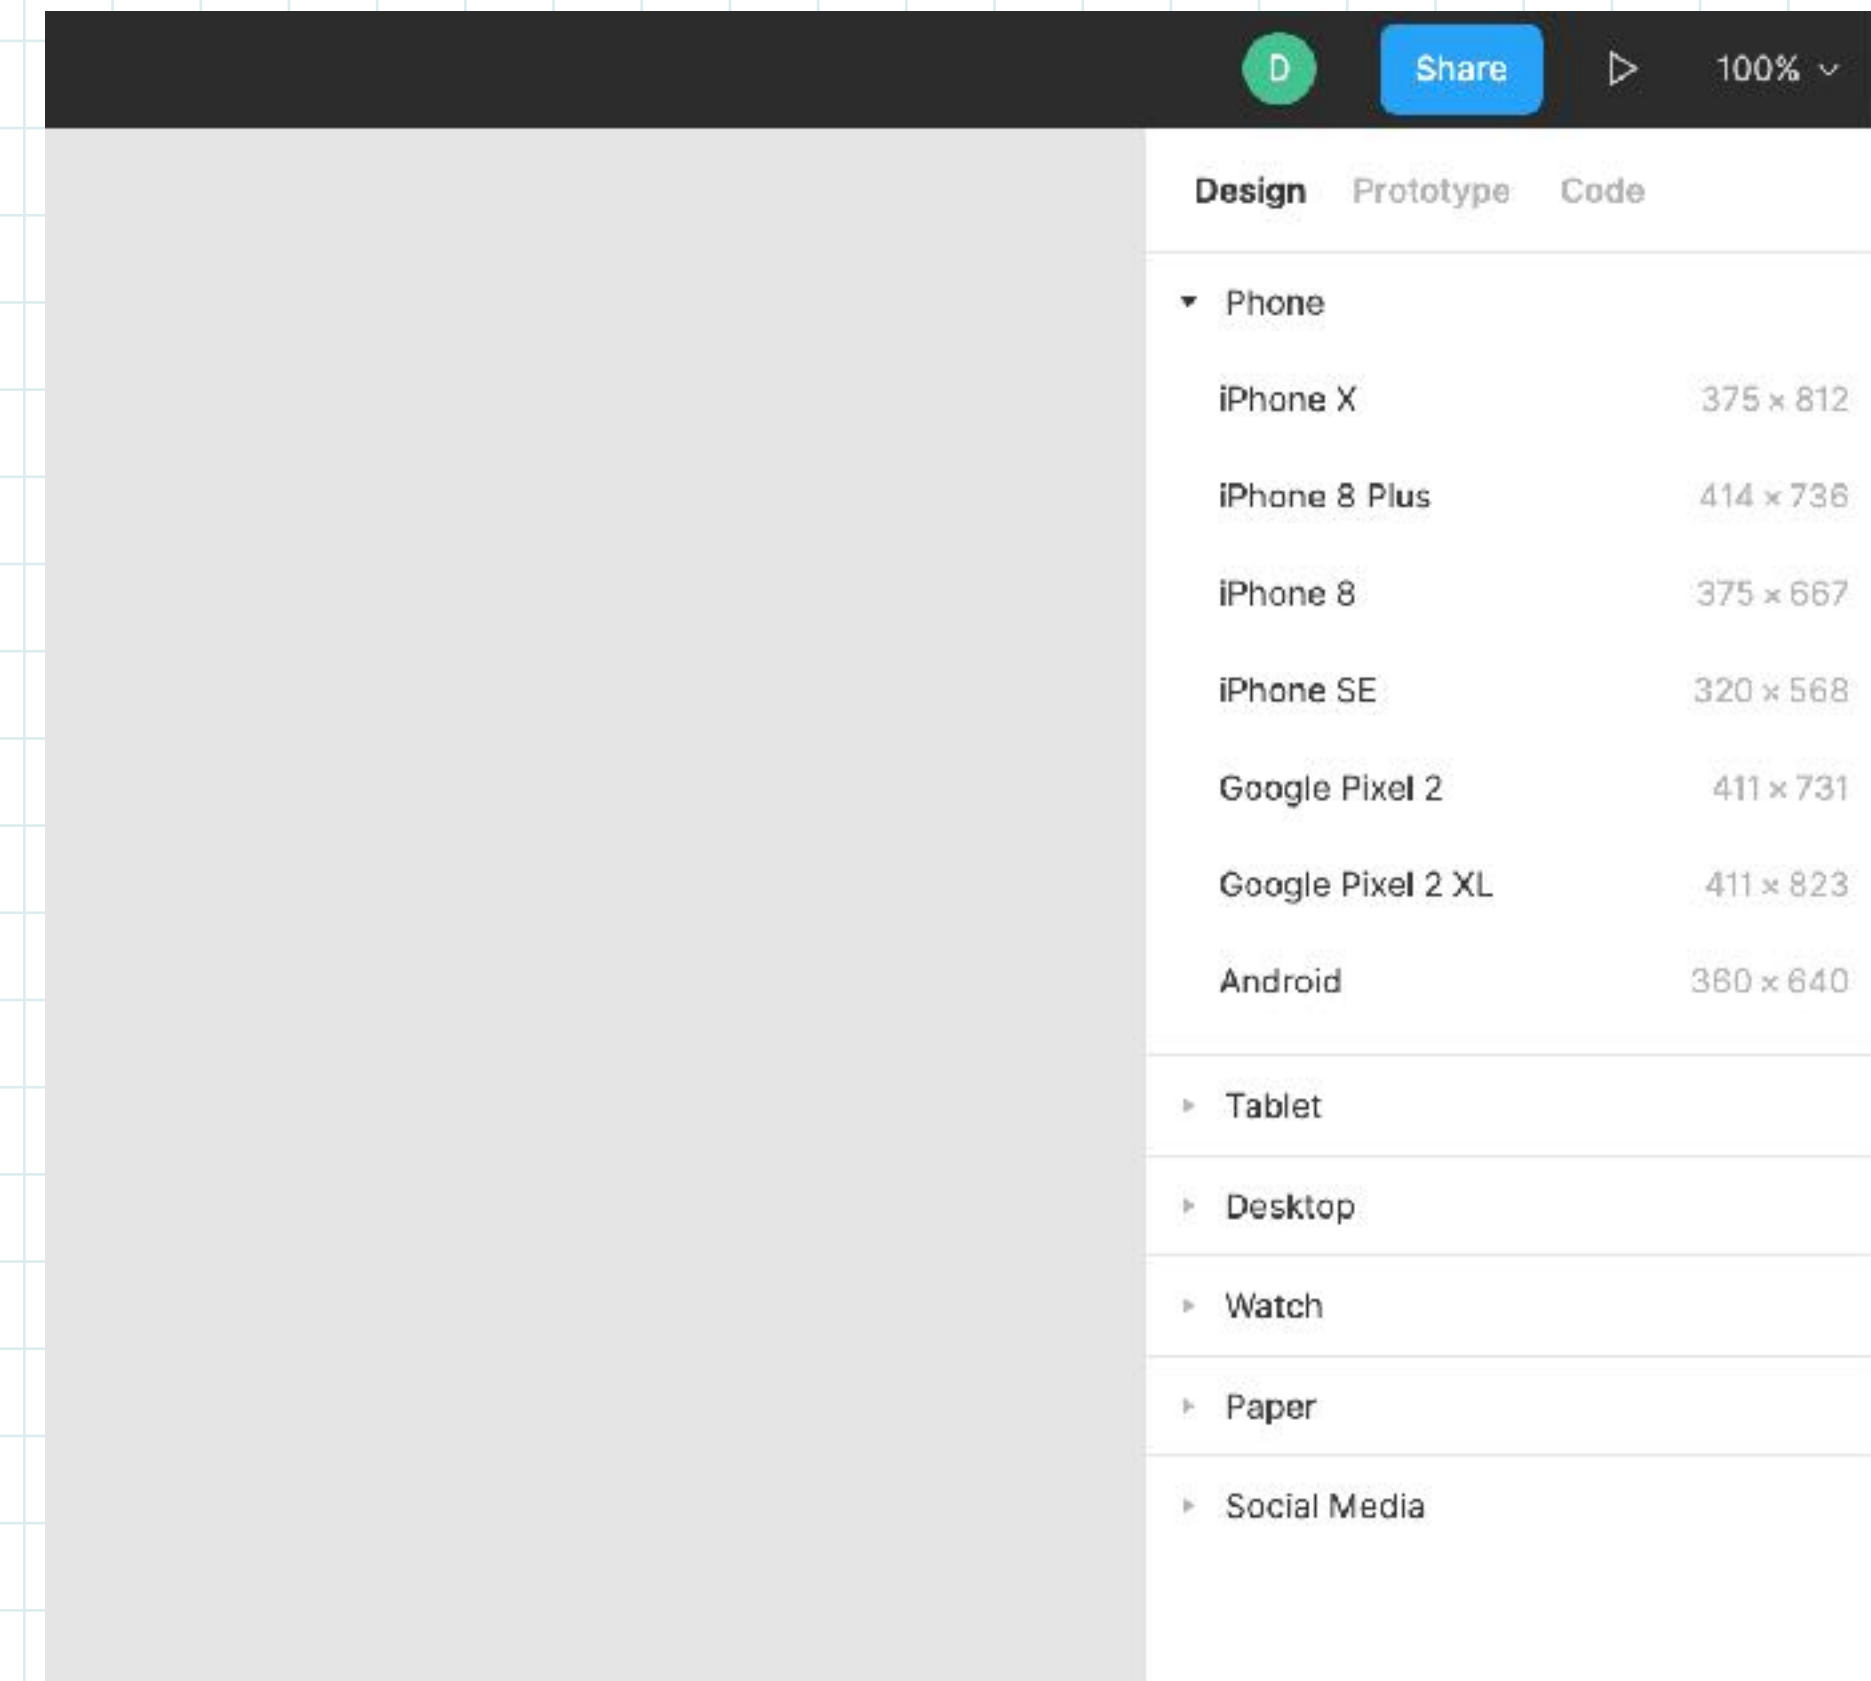 D Share 100%
Design Prototype Code
Phone
iPhone X 375 × 812
iPhone 8 Plus 414 × 736
iPhone 8 375 × 667
iPhone SE 320 × 568
Google Pixel 2 411 × 731
Google Pixel 2 XL 411 × 823
Android 360 × 640
Tablet
Desktop
Watch
Paper
Social Media